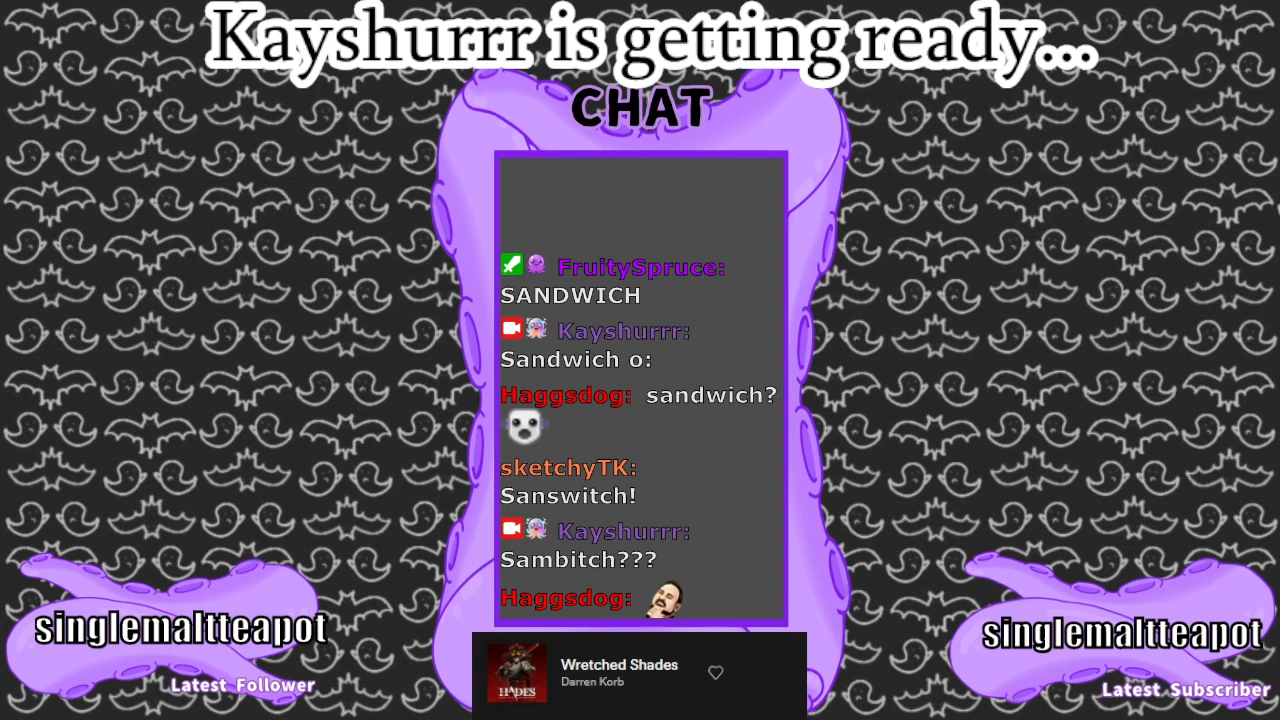 Kayshurrr is getting ready...
CHAT
FruitySpruce:
SANDWICH
Kayshurrr:
Sandwich o:
Haggsdog: sandwich?
sketchyTK:
Sanswitch!
Kayshurrr:
Sambitch???
Haggsdog:
singlemaltteapot
Latest Follower
HADES
Wretched Shades
Darren Korb
singlemaltteapot
Latest Subscriber